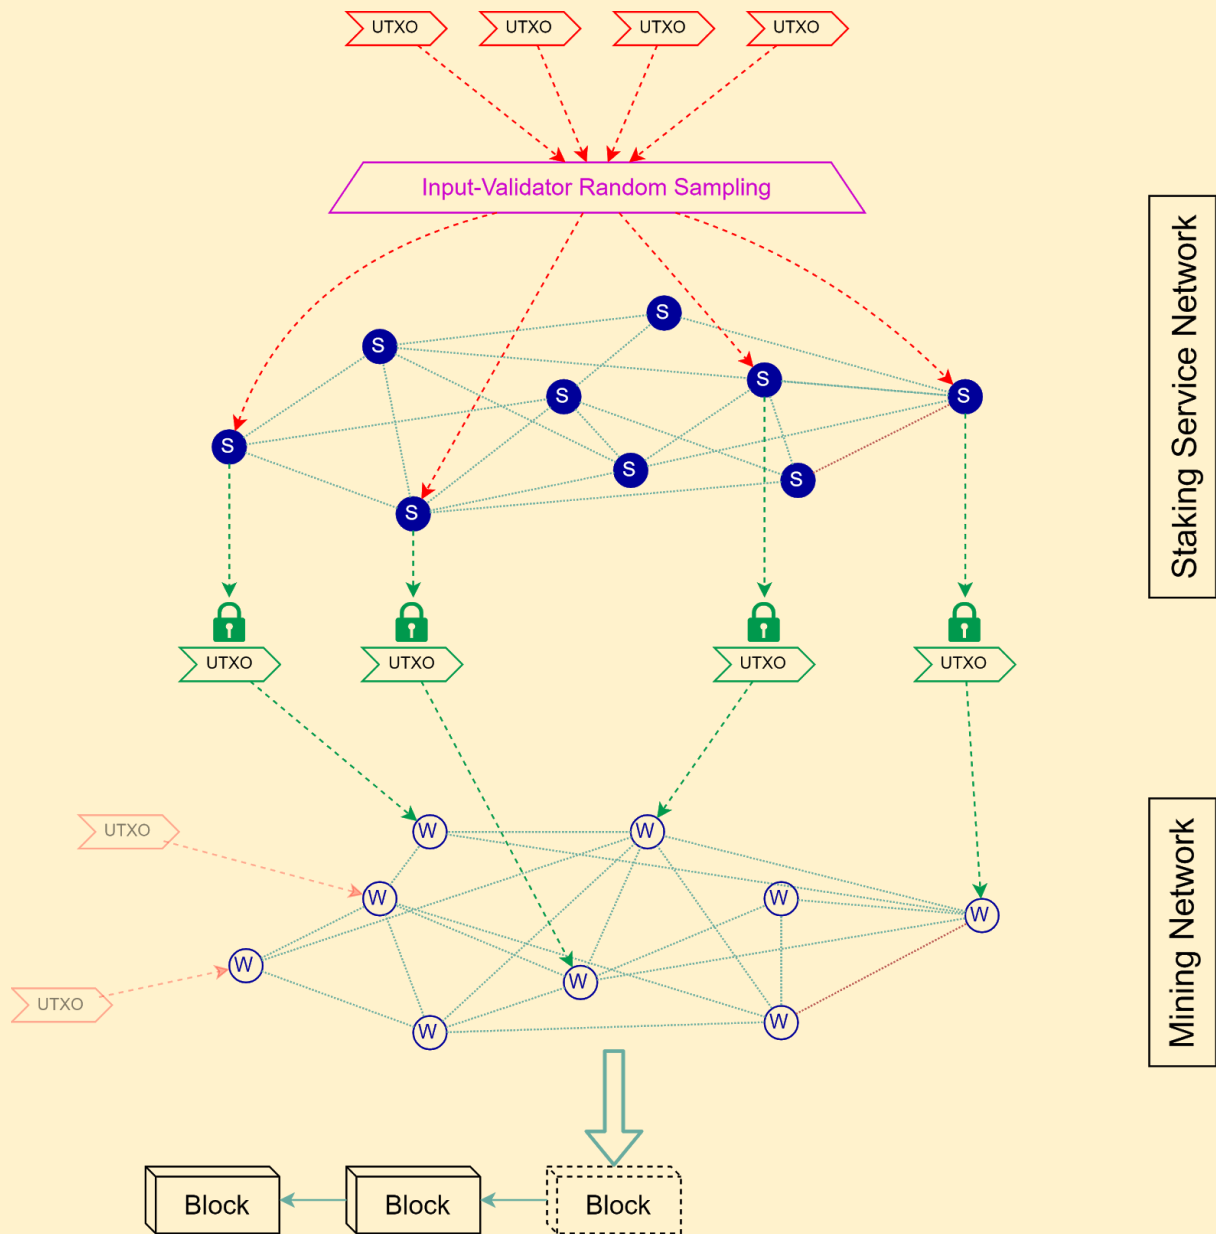 UTXO UTXO UTXO UTXO
Input-Validator Random Sampling
S
S
S
S
S
S
S
S
S
Staking Service Network
UTXO UTXO UTXO UTXO
UTXO
W
W
W
W
W
W
W
W
W
UTXO
Mining Network
Block Block Block